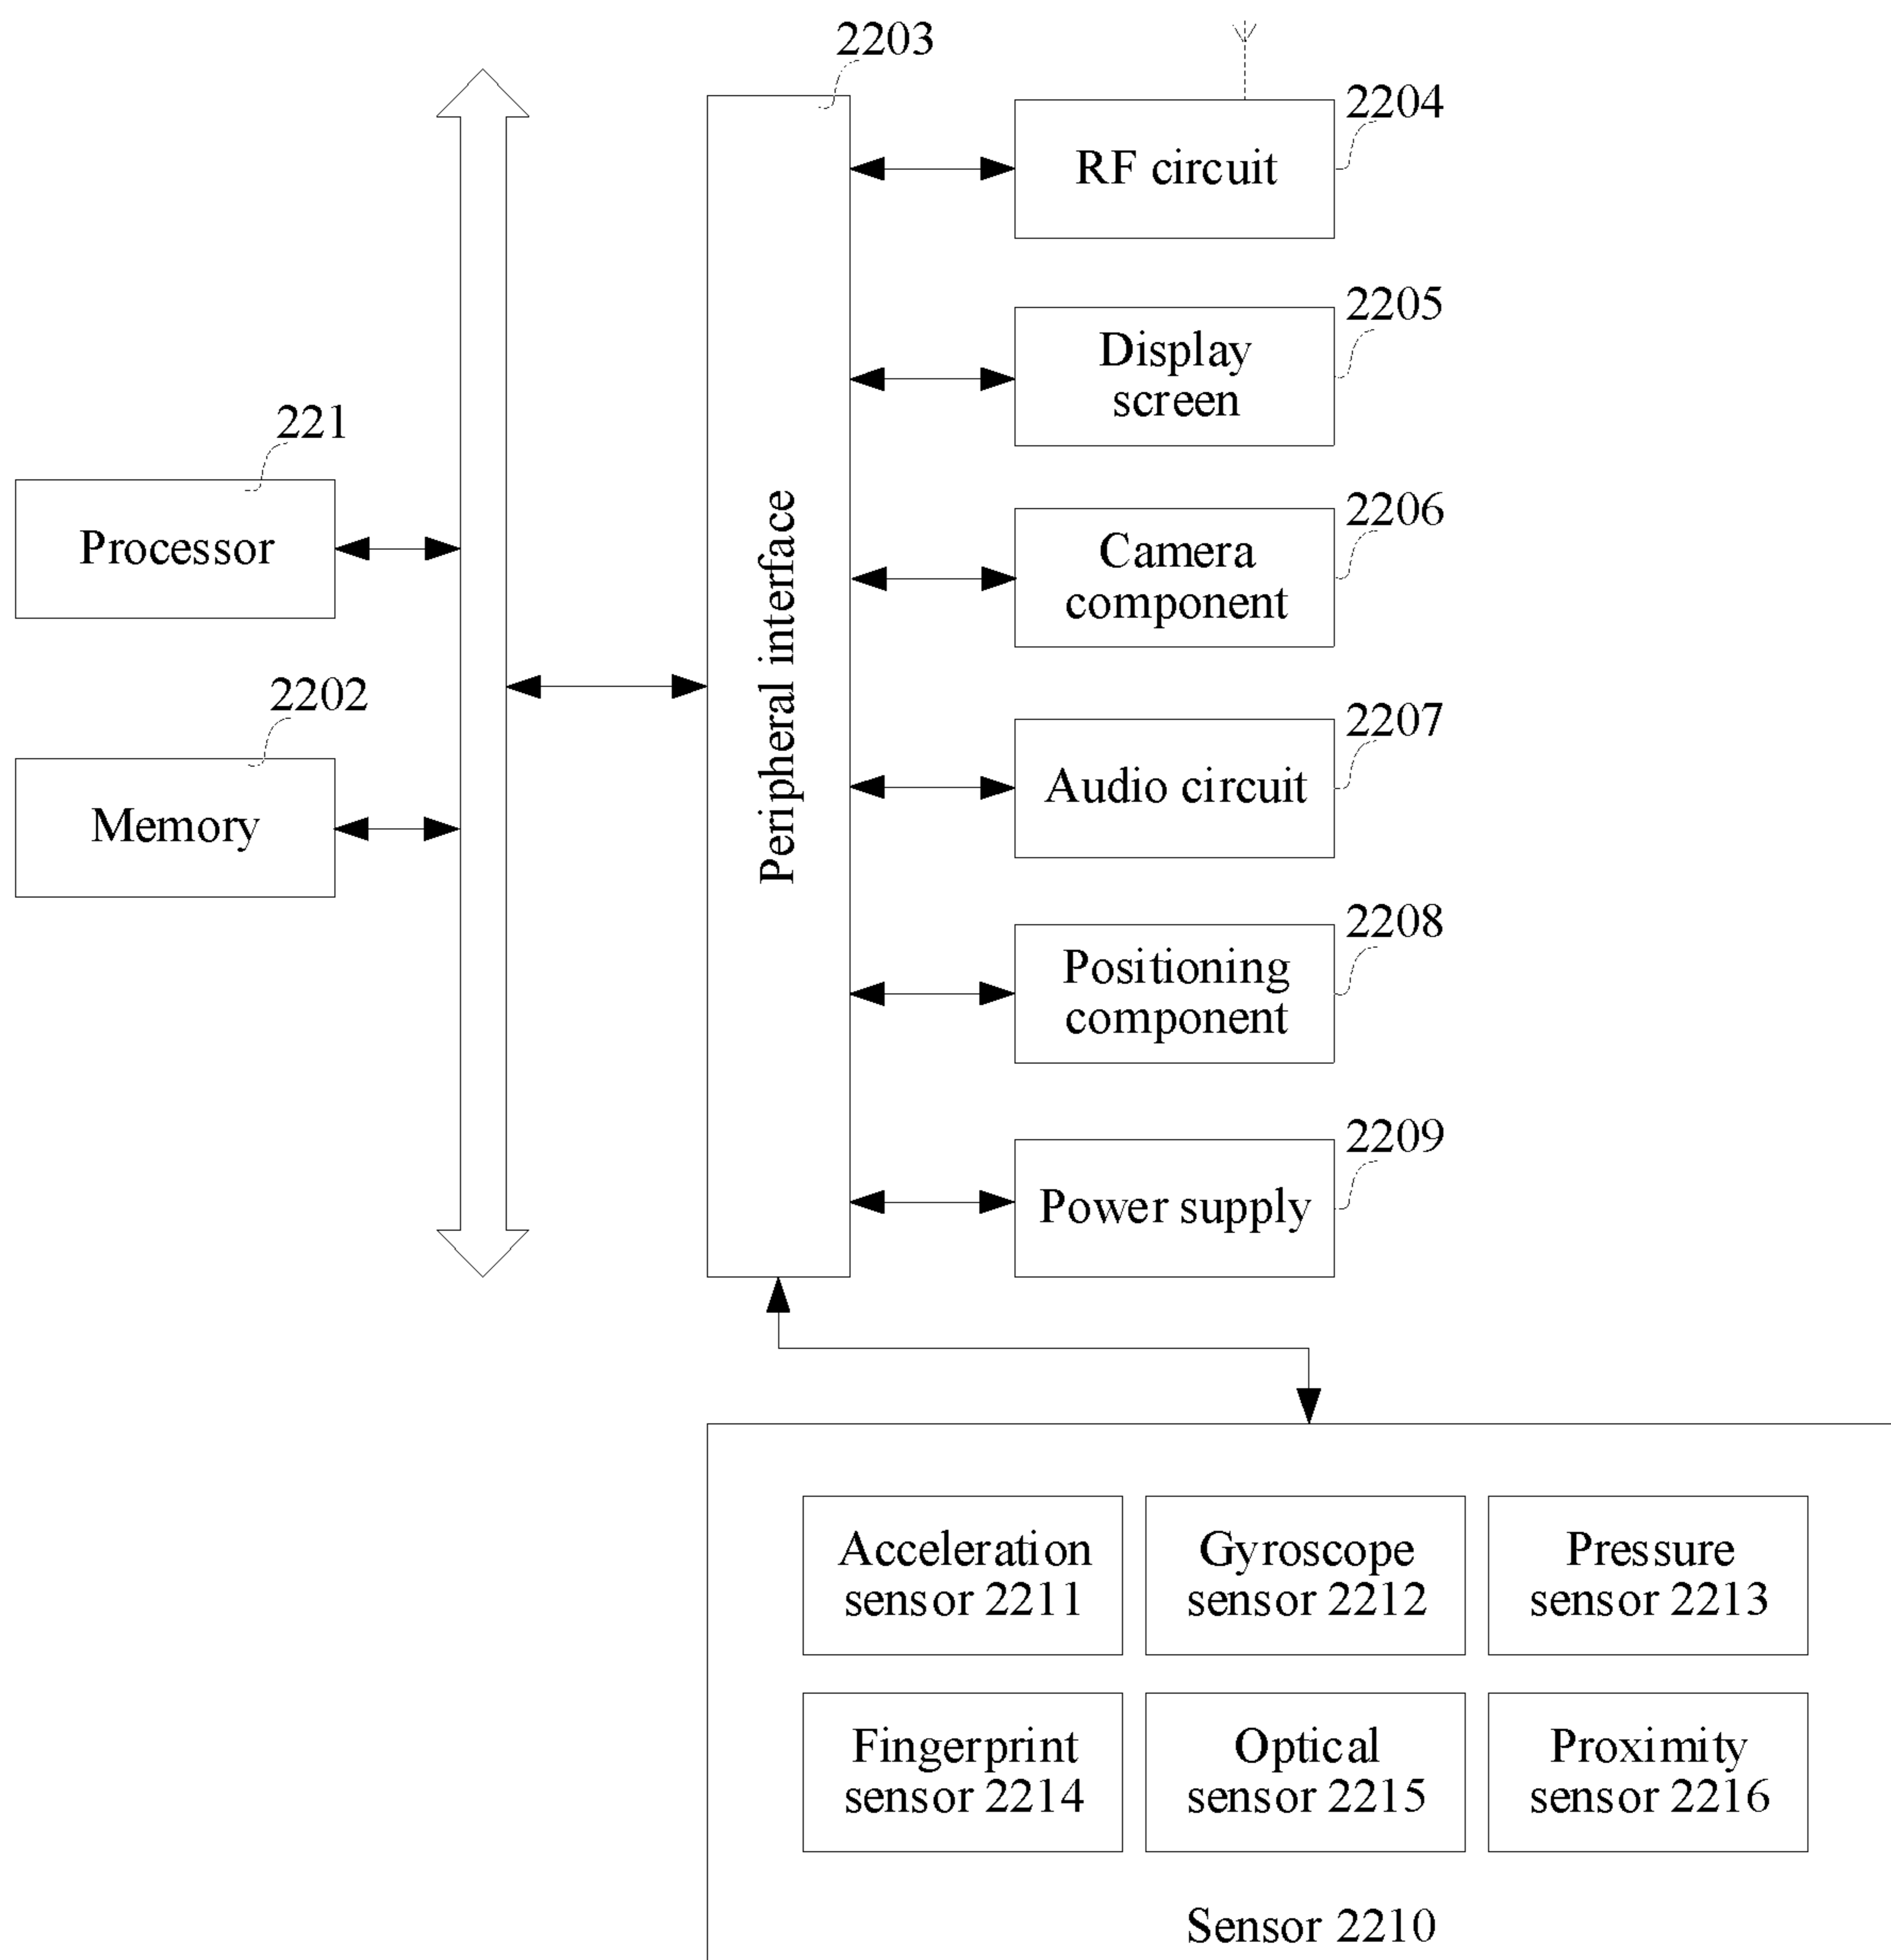 2203
2204
RF circuit
2205
Display
screen
221
Processor
2206
Camera
component
Peripheral interface
2202
Memory
2207
Audio circuit
2208
Positioning
component
2209
Power supply
Acceleration
sensor 2211
Gyroscope
sensor 2212
Pressure
sensor 2213
Fingerprint
sensor 2214
Optical
sensor 2215
Proximity
sensor 2216
Sensor 2210